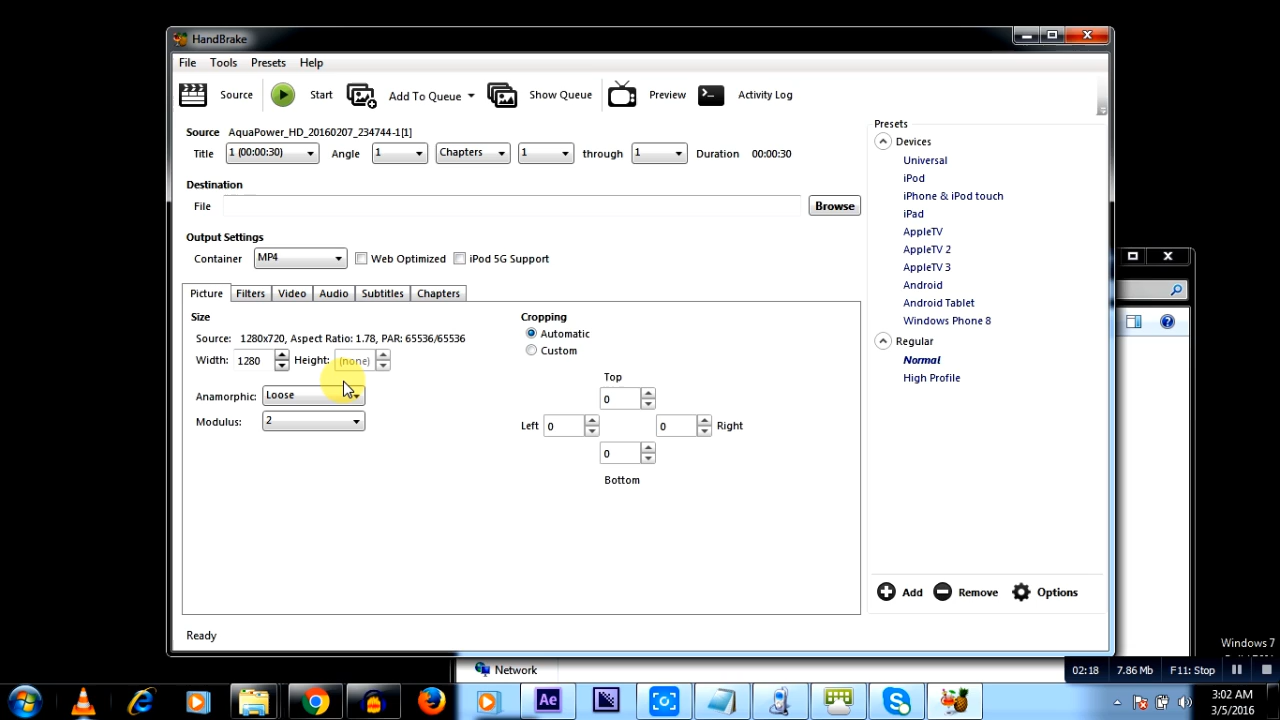 HandBrake
File Tools Presets Help
Source Start Add To Queue Show Queue Preview Activity Log
Source AquaPower_HD_20160207_234744-1[1]
Title 1 (00:00:30) Angle 1 Chapters 1 through 1 Duration 00:00:30
Destination
File Browse
Output Settings
Container MP4 Web Optimized iPod 5G Support
Picture Filters Video Audio Subtitles Chapters
Size
Source: 1280x720, Aspect Ratio: 1.78, PAR: 65536/65536
Width: 1280 Height: (none)
Anamorphic: Loose
Modulus: 2
Cropping
Automatic
Custom
Top
0
Left 0 0 Right
0
Bottom
Presets
Devices
Universal
iPod
iPhone & iPod touch
iPad
AppleTV
AppleTV 2
AppleTV 3
Android
Android Tablet
Windows Phone 8
Regular
Normal
High Profile
Add Remove Options
Ready
Network
Windows 7
02:18 7.86 Mb F11: Stop
Ae
3:02 AM
3/5/2016